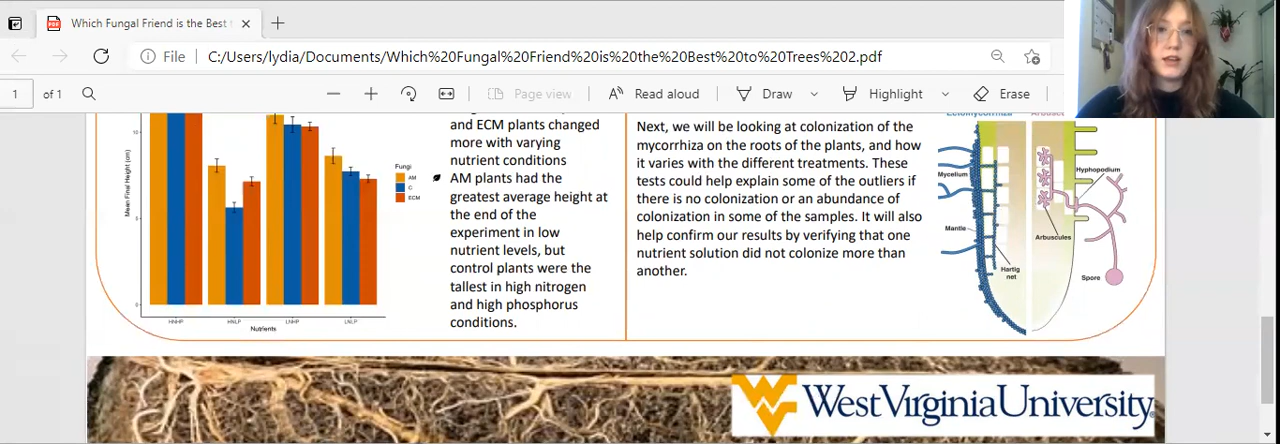 Which Fungal Friend is the Best
File
C:/Users/lydia/Documents/Which%20Fungal%20Friend%20is%20the%20Best%20to%20Trees%202.pdf
1 of 1
Page view
Read aloud
Draw
Highlight
Erase
Mean Final Height (cm)
10
5
0
HNHP HNLP LNHP LNLP
Nutrients
Fungi
AM
C
ECM
and ECM plants changed
more with varying
nutrient conditions
AM plants had the
greatest average height at
the end of the
experiment in low
nutrient levels, but
control plants were the
tallest in high nitrogen
and high phosphorus
conditions.
Next, we will be looking at colonization of the
mycorrhiza on the roots of the plants, and how
it varies with the different treatments. These
tests could help explain some of the outliers if
there is no colonization or an abundance of
colonization in some of the samples. It will also
help confirm our results by verifying that one
nutrient solution did not colonize more than
another.
Mycelium
Mantle
Hartig
net
Hyphopodium
Arbuscules
Spore
West Virginia University